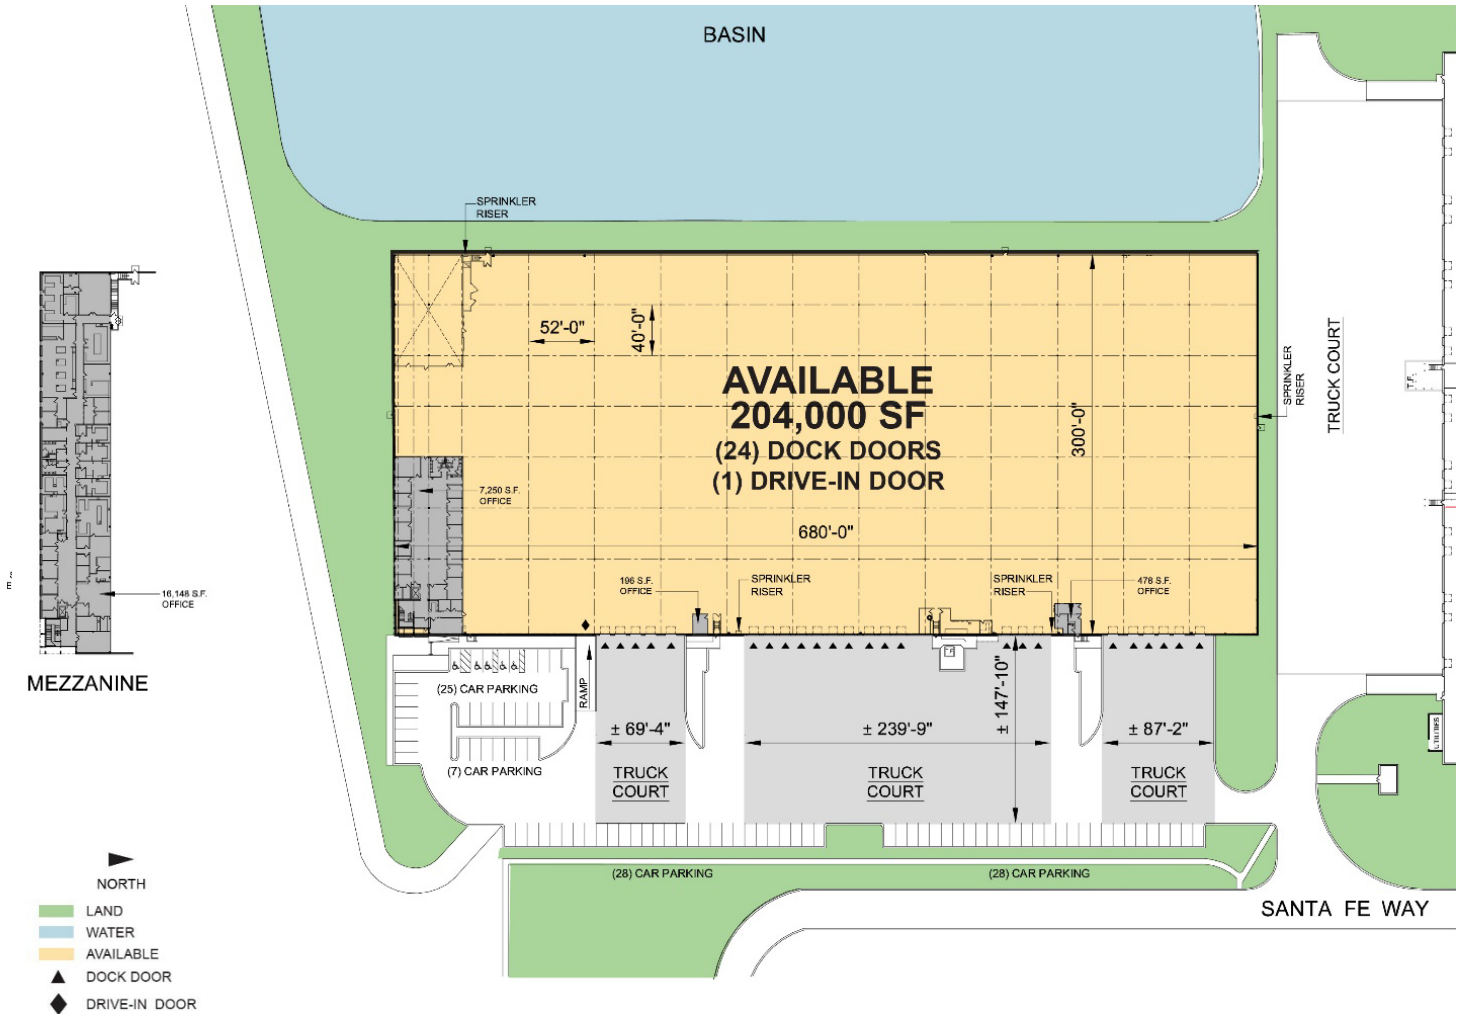 BASIN
SPRINKLER
RISER
52'-0"
40'-0"
AVAILABLE
204,000 SF
(24) DOCK DOORS
(1) DRIVE-IN DOOR
300'-0"
SPRINKLER
RISER
TRUCK COURT
T.F.
7,250 S.F.
OFFICE
680'-0"
196 S.F.
OFFICE
SPRINKLER
RISER
SPRINKLER
RISER
478 S.F.
OFFICE
16,148 S.F.
OFFICE
MEZZANINE
(25) CAR PARKING
RAMP
T.F.
± 147'-10"
± 69'-4"
± 239'-9"
± 87'-2"
UTILITIES
(7) CAR PARKING
TRUCK
COURT
TRUCK
COURT
TRUCK
COURT
(28) CAR PARKING
(28) CAR PARKING
NORTH
SANTA FE WAY
LAND
WATER
AVAILABLE
DOCK DOOR
DRIVE-IN DOOR